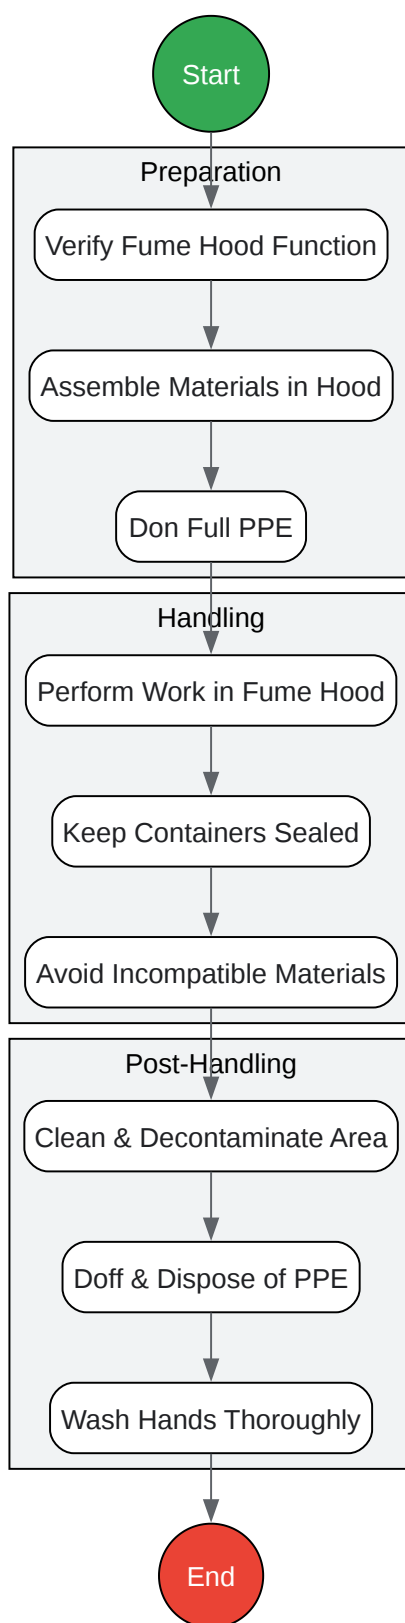 Start
Preparation
Verify Fume Hood Function
Assemble Materials in Hood
Don Full PPE
Handling
Perform Work in Fume Hood
Keep Containers Sealed
Avoid Incompatible Materials
Post-Handling
Clean & Decontaminate Area
Doff & Dispose of PPE
Wash Hands Thoroughly
End